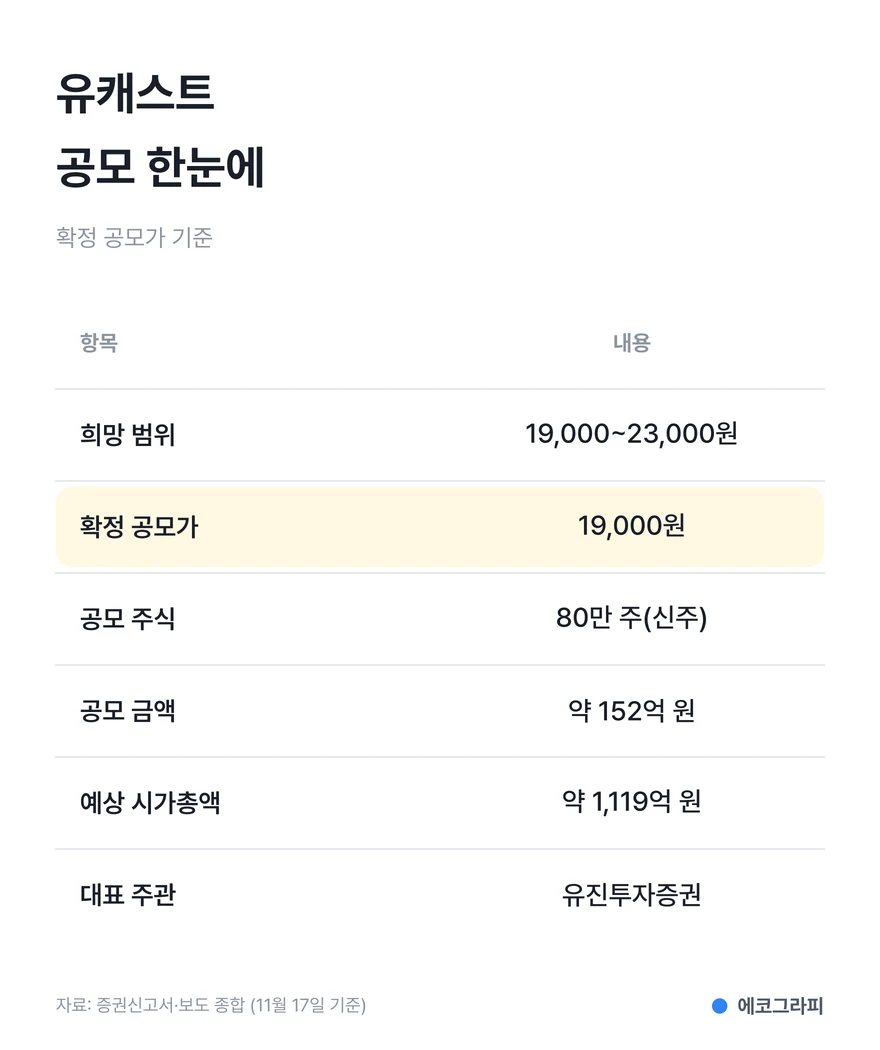 유캐스트
공모 한눈에
확정 공모가 기준
항목 내용
희망 범위 19,000~23,000원
확정 공모가 19,000원
공모 주식 80만 주(신주)
공모 금액 약 152억 원
예상 시가총액 약 1,119억 원
대표 주관 유진투자증권
자료: 증권신고서·보도 종합 (11월 17일 기준) 에코그라피